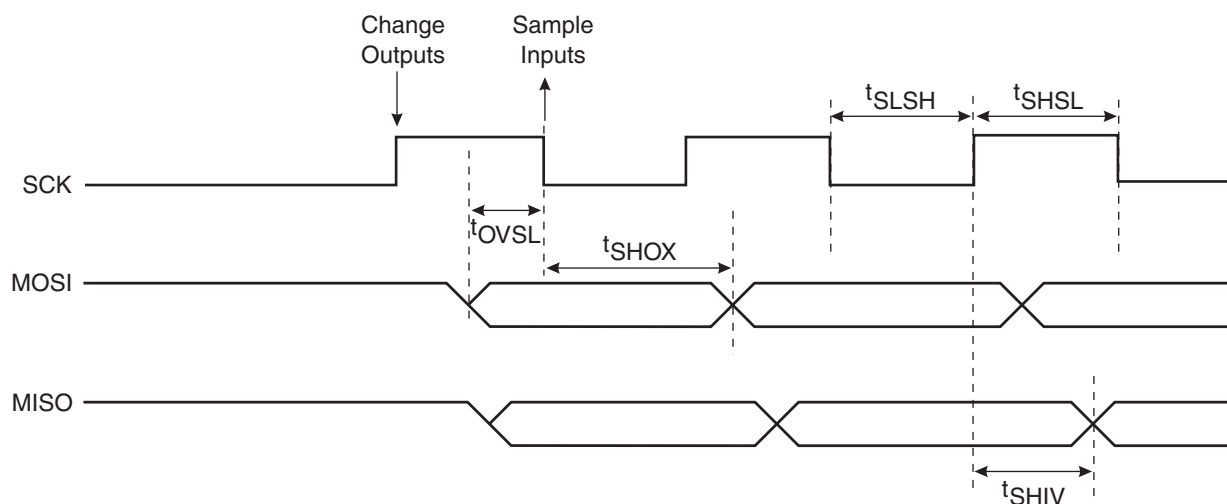 Change
Outputs
Sample
Inputs
tSLSH
tSHSL
SCK
tOVSL
tSHOX
MOSI
MISO
tSHIV